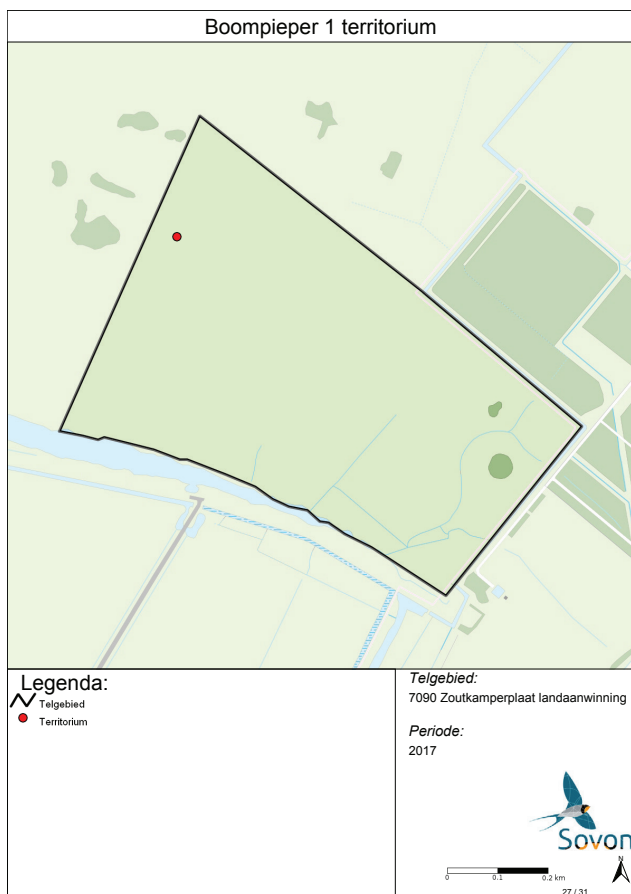 Boompieper 1 territorium
Legenda:
Telgebied
Territorium
Telgebied:
7090 Zoutkamperplaat landaanwinning
Periode:
2017
Sovon
N
0 0.1 0.2 km
27 / 31